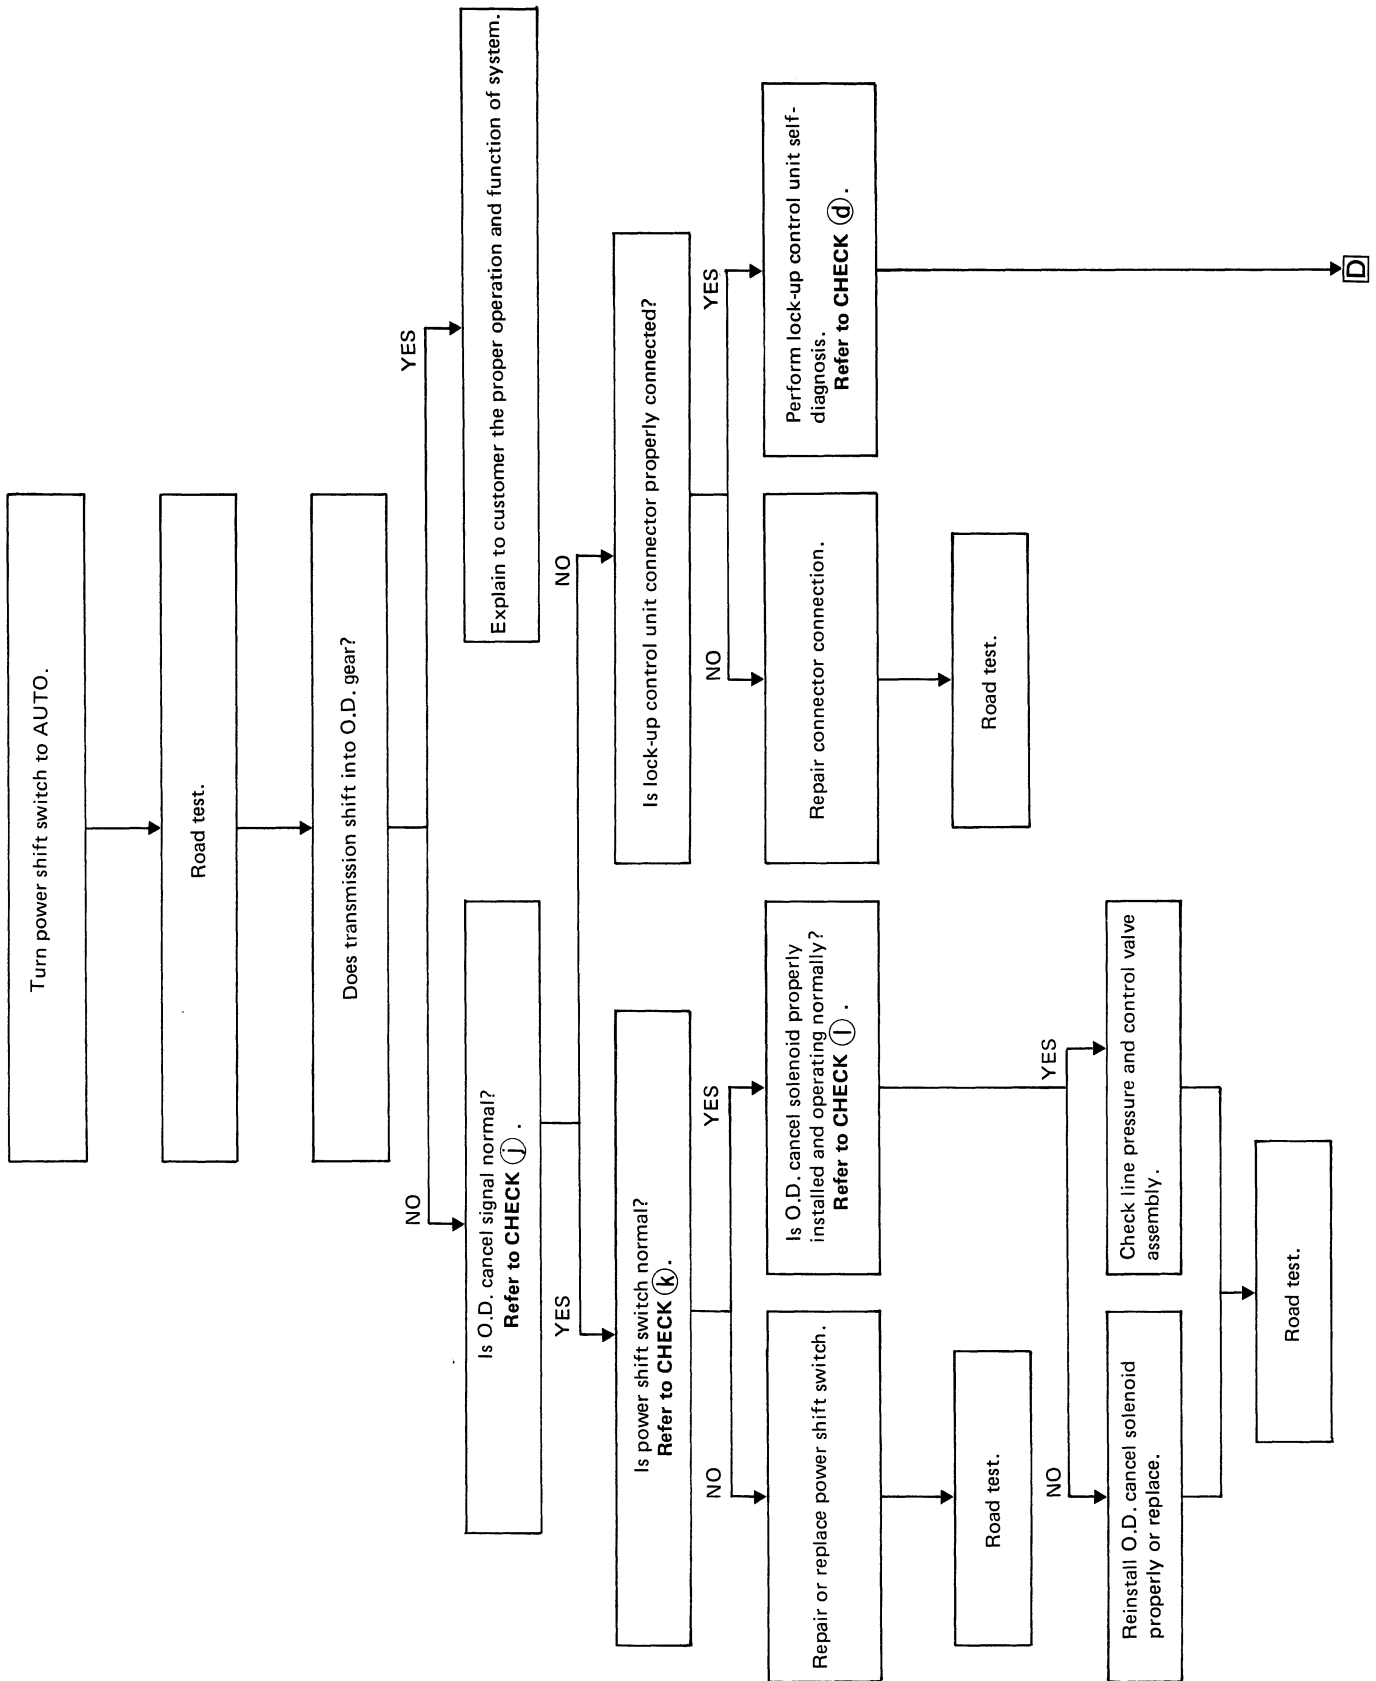 Turn power shift switch to AUTO.
Road test.
Does transmission shift into O.D. gear?
NO
YES
Is O.D. cancel signal normal?
Refer to CHECK ⓙ.
Explain to customer the proper operation and function of system.
YES
NO
Is power shift switch normal?
Refer to CHECK ⓚ.
Is lock-up control unit connector properly connected?
NO
YES
NO
YES
Repair or replace power shift switch.
Is O.D. cancel solenoid properly
installed and operating normally?
Refer to CHECK ⓛ.
Repair connector connection.
Perform lock-up control unit self-
diagnosis.
Refer to CHECK ⓓ.
Road test.
Road test.
NO
YES
Reinstall O.D. cancel solenoid
properly or replace.
Check line pressure and control valve
assembly.
Road test.
D